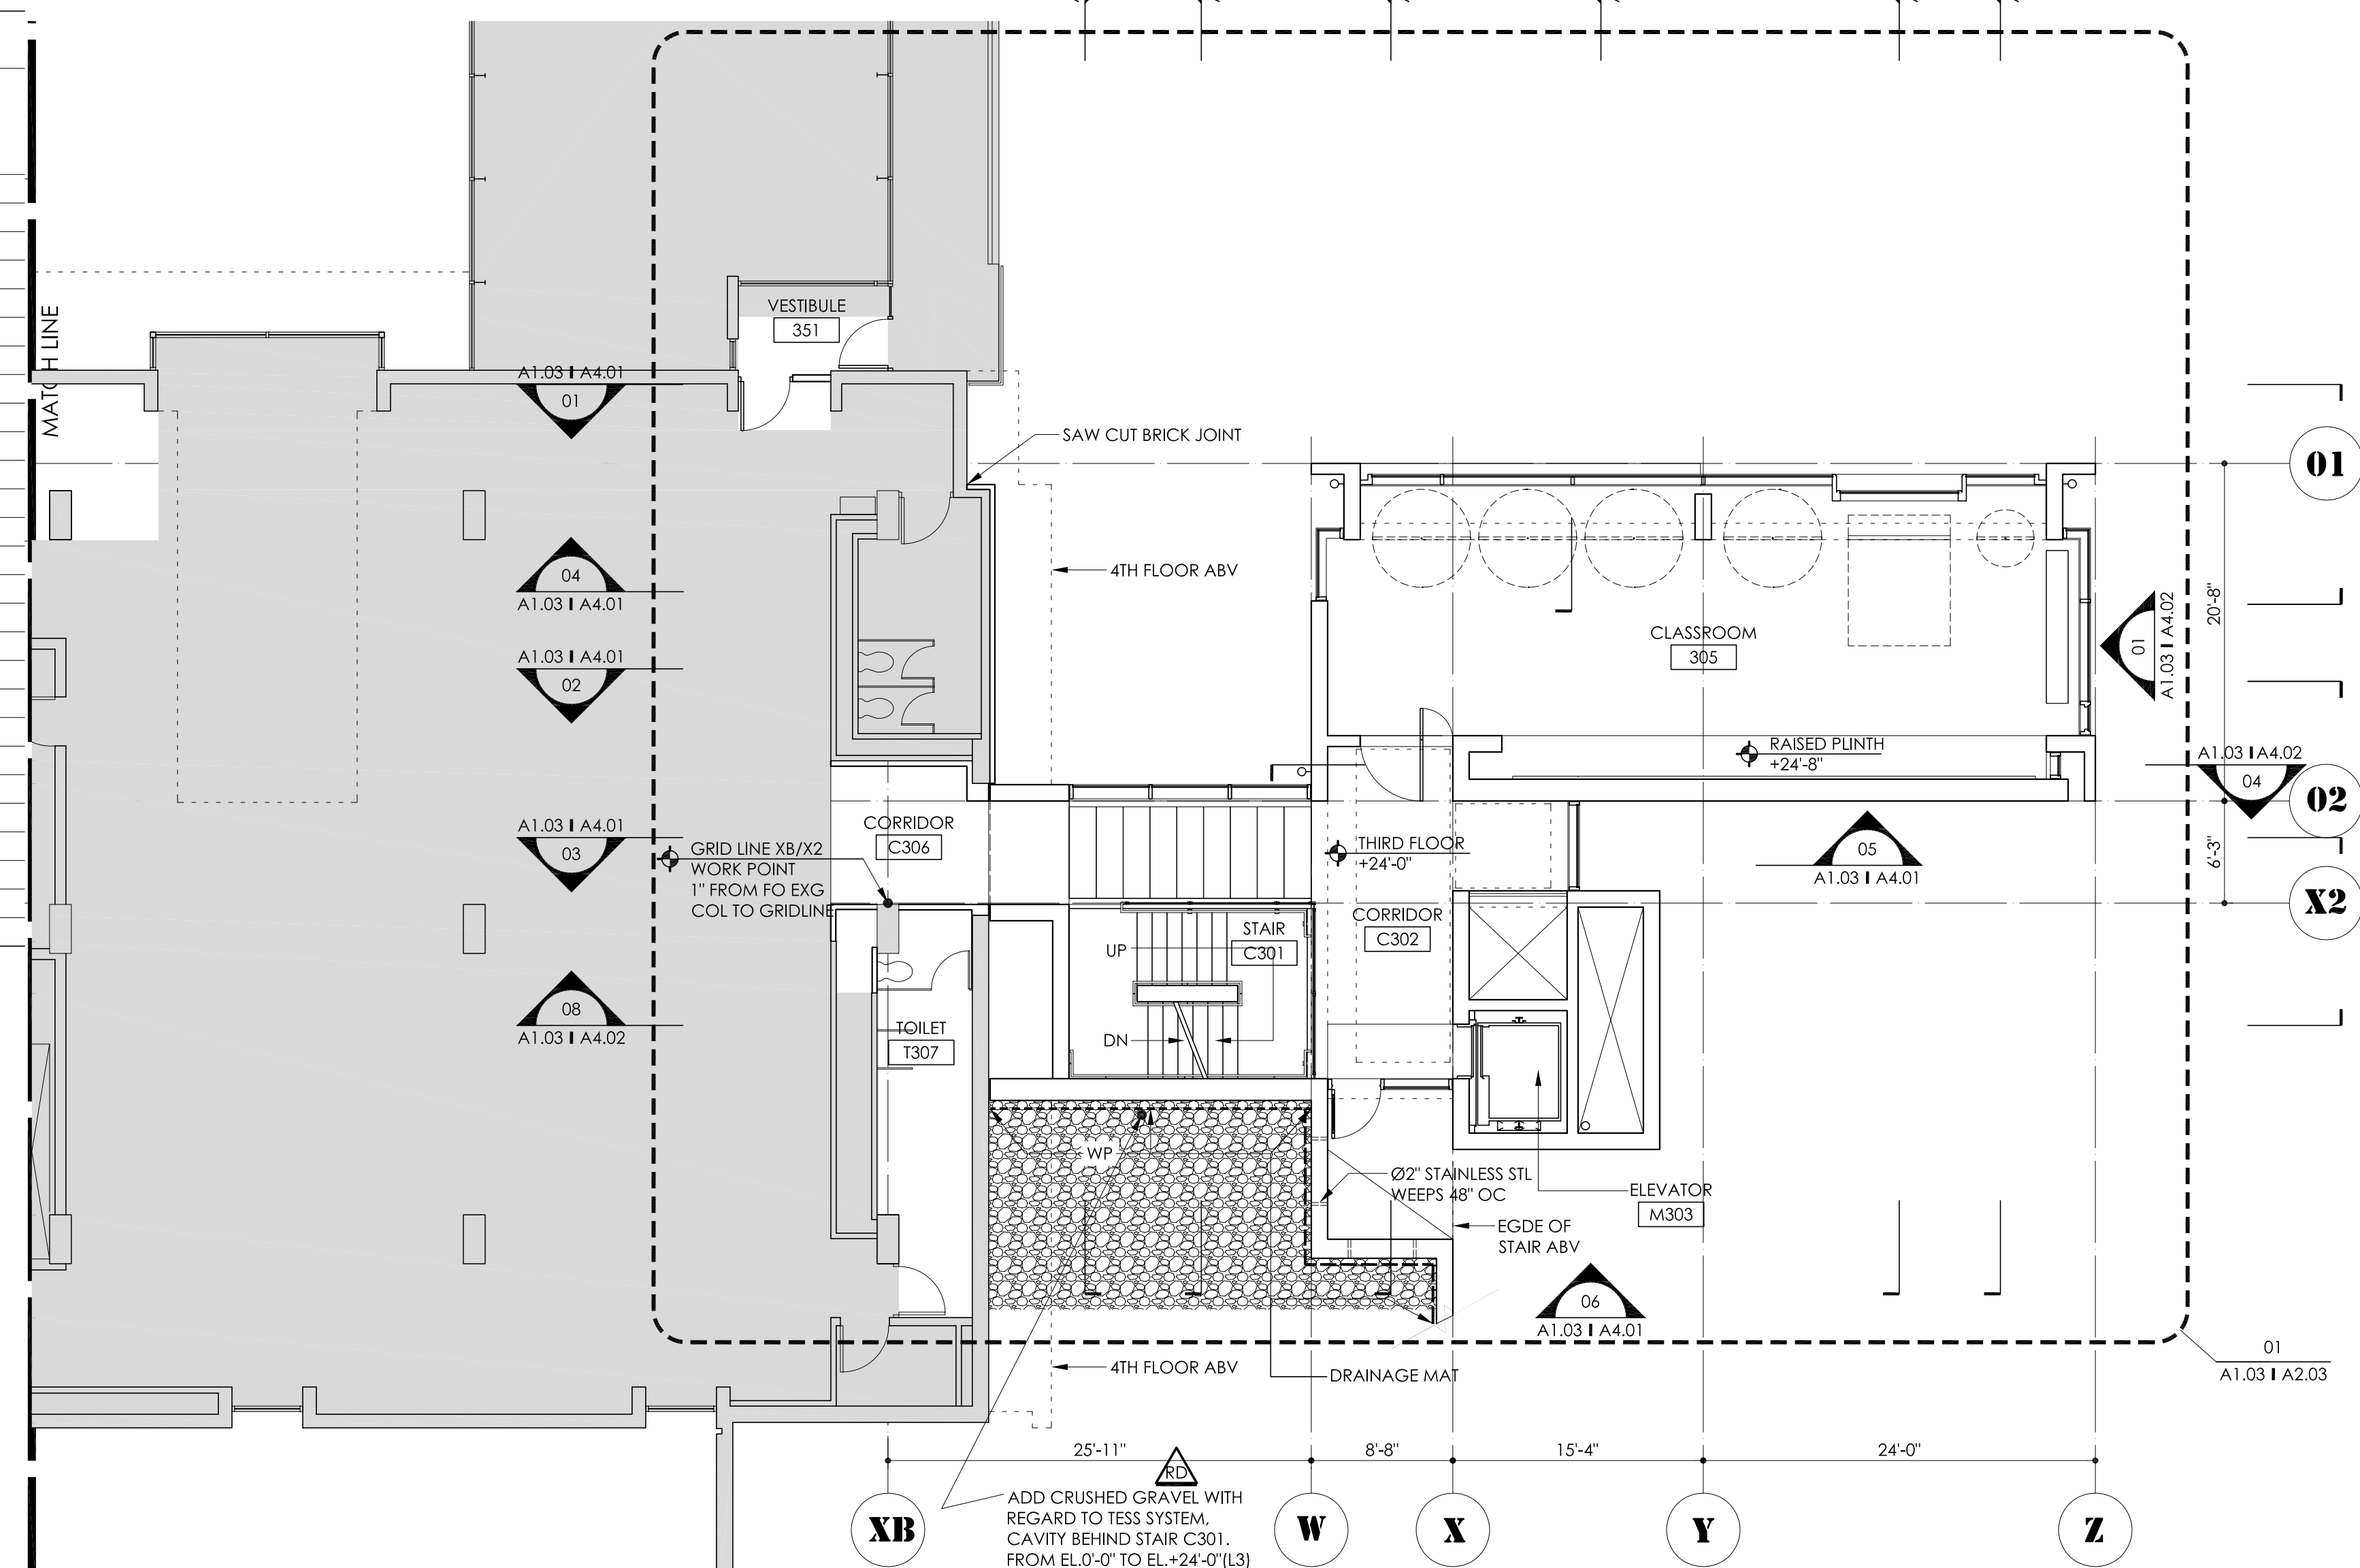 VESTIBULE
351
MATCH LINE
A1.03 | A4.01
01
SAW CUT BRICK JOINT
01
4TH FLOOR ABV
04
A1.03 | A4.01
CLASSROOM
305
20'-8"
01
A1.03 | A4.02
A1.03 | A4.01
02
RAISED PLINTH
+24'-8"
A1.03 | A4.02
04
02
CORRIDOR
C306
A1.03 | A4.01
03
GRID LINE XB/X2
WORK POINT
1" FROM FO EXG
COL TO GRIDLINE
THIRD FLOOR
+24'-0"
05
A1.03 | A4.01
6'-3"
X2
STAIR
C301
UP
CORRIDOR
C302
08
A1.03 | A4.02
TOILET
T307
DN
WP
Ø2" STAINLESS STL
WEEPS 48" OC
ELEVATOR
M303
EGDE OF
STAIR ABV
06
A1.03 | A4.01
4TH FLOOR ABV
DRAINAGE MAT
01
A1.03 | A2.03
25'-11"
8'-8"
15'-4"
24'-0"
RD
ADD CRUSHED GRAVEL WITH
REGARD TO TESS SYSTEM,
CAVITY BEHIND STAIR C301.
FROM EL.0'-0" TO EL.+24'-0"(L3)
XB
W
X
Y
Z